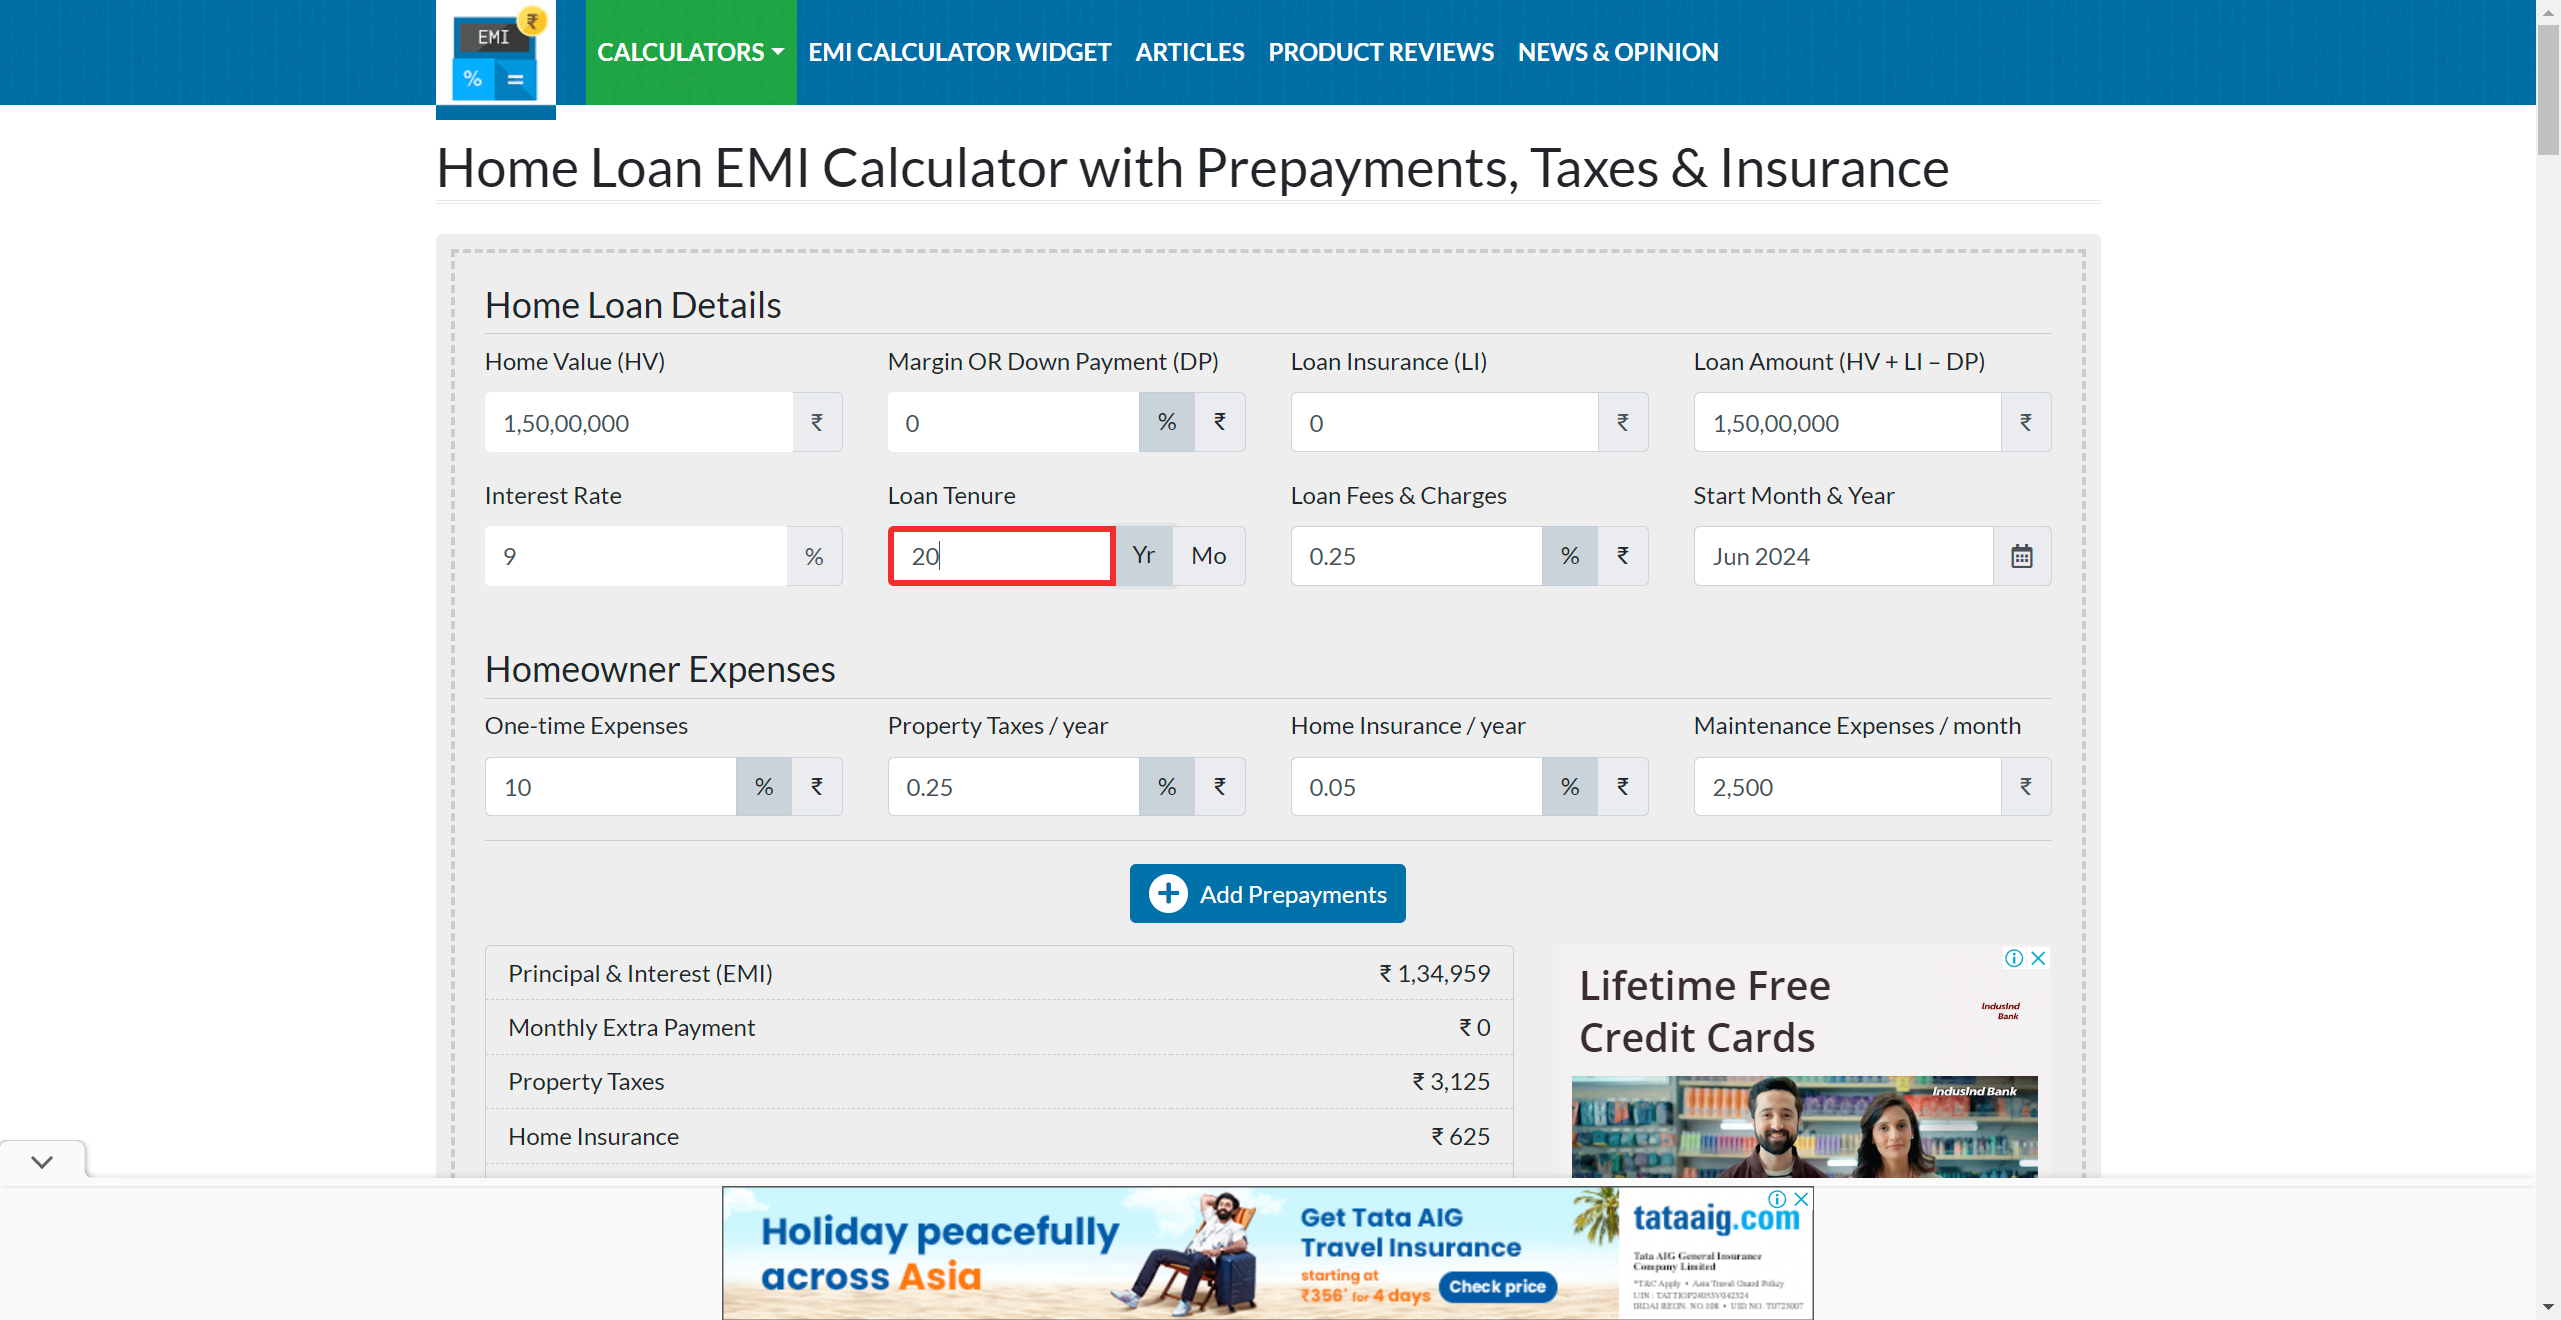 ₹
EMI
%
=
CALCULATORS
EMI CALCULATOR WIDGET
ARTICLES
PRODUCT REVIEWS
NEWS & OPINION
Home Loan EMI Calculator with Prepayments, Taxes & Insurance
Home Loan Details
Home Value (HV)
Margin OR Down Payment (DP)
Loan Insurance (LI)
Loan Amount (HV + LI – DP)
1,50,00,000 ₹
0 % ₹
0 ₹
1,50,00,000 ₹
Interest Rate
Loan Tenure
Loan Fees & Charges
Start Month & Year
9 %
20 Yr Mo
0.25 % ₹
Jun 2024
Homeowner Expenses
One-time Expenses
Property Taxes / year
Home Insurance / year
Maintenance Expenses / month
10 % ₹
0.25 % ₹
0.05 % ₹
2,500 ₹
Add Prepayments
Principal & Interest (EMI) ₹ 1,34,959
Monthly Extra Payment ₹ 0
Property Taxes ₹ 3,125
Home Insurance ₹ 625
Lifetime Free
Credit Cards
IndusInd
Bank
IndusInd Bank
Holiday peacefully
across Asia
Get Tata AIG
Travel Insurance
starting at
₹356* for 4 days
Check price
tataaig.com
Tata AIG General Insurance
Company Limited
*T&C Apply • Asia Travel Guard Policy
UIN : TATTIOP24053V042324
IRDAI REGN. NO.108 • UID NO. T0723007